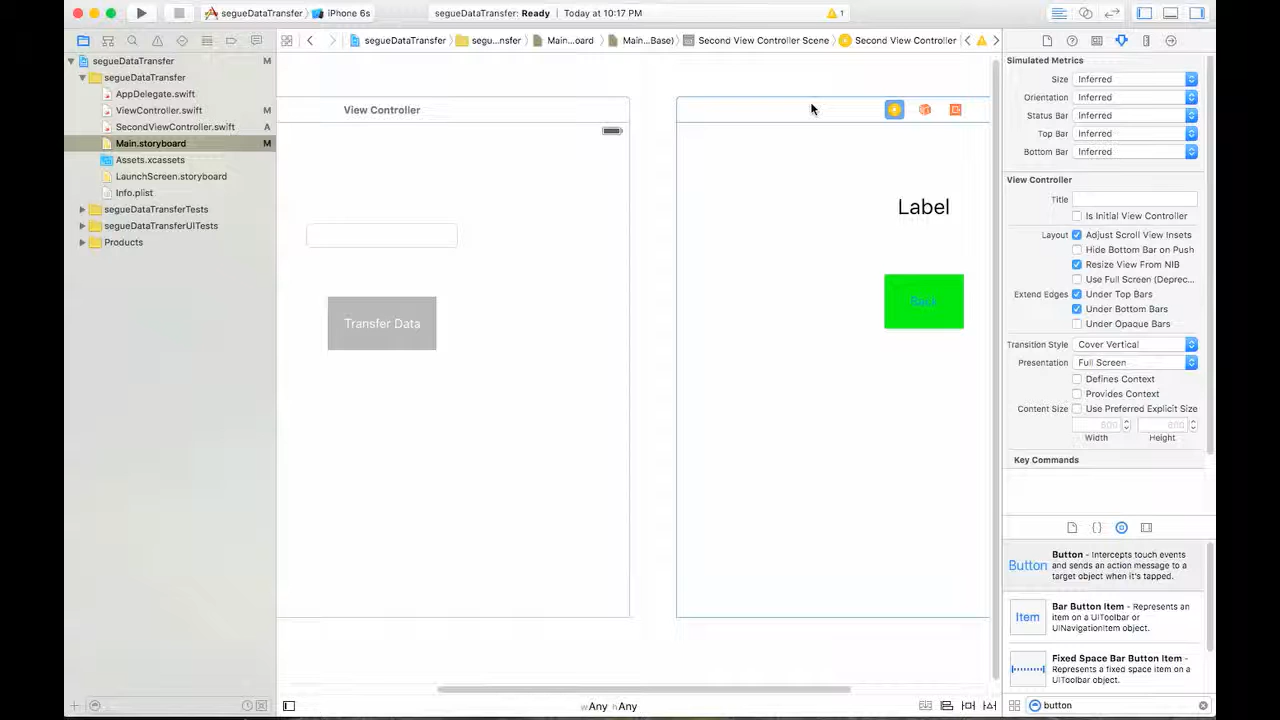 segueDataTransfer
iPhone 6s
segueDataTransfer: Ready
Today at 10:17 PM
1
segueDataTransfer
segu...nsfer
Main...oard
Main...Base)
Second View Controller Scene
Second View Controller
segueDataTransfer M
segueDataTransfer
AppDelegate.swift
ViewController.swift M
SecondViewController.swift A
Main.storyboard M
Assets.xcassets
LaunchScreen.storyboard
Info.plist
segueDataTransferTests
segueDataTransferUITests
Products
View Controller
Transfer Data
Label
Back
wAny hAny
Simulated Metrics
Size Inferred
Orientation Inferred
Status Bar Inferred
Top Bar Inferred
Bottom Bar Inferred
View Controller
Title
Is Initial View Controller
Layout Adjust Scroll View Insets
Hide Bottom Bar on Push
Resize View From NIB
Use Full Screen (Deprec...
Extend Edges Under Top Bars
Under Bottom Bars
Under Opaque Bars
Transition Style Cover Vertical
Presentation Full Screen
Defines Context
Provides Context
Content Size Use Preferred Explicit Size
600 600
Width Height
Key Commands
Button
Button - Intercepts touch events
and sends an action message to a
target object when it's tapped.
Item
Bar Button Item - Represents an
item on a UIToolbar or
UINavigationItem object.
Fixed Space Bar Button Item -
Represents a fixed space item on a
UIToolbar object.
button